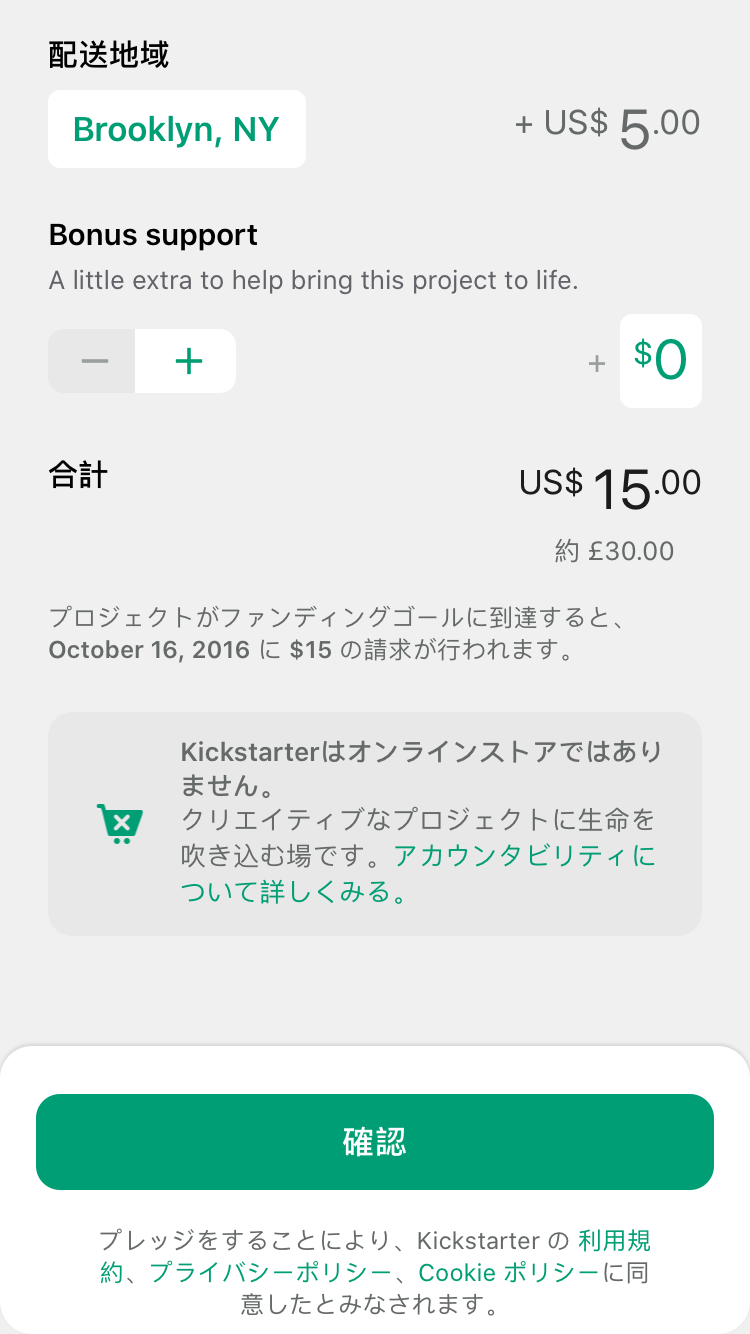 配送地域
Brooklyn, NY
+ US$ 5.00
Bonus support
A little extra to help bring this project to life.
− +
+ $0
合計
US$ 15.00
約 £30.00
プロジェクトがファンディングゴールに到達すると、
October 16, 2016 に $15 の請求が行われます。
Kickstarterはオンラインストアではあり
ません。
クリエイティブなプロジェクトに生命を
吹き込む場です。アカウンタビリティに
ついて詳しくみる。
確認
プレッジをすることにより、Kickstarter の 利用規
約、プライバシーポリシー、Cookie ポリシーに同
意したとみなされます。